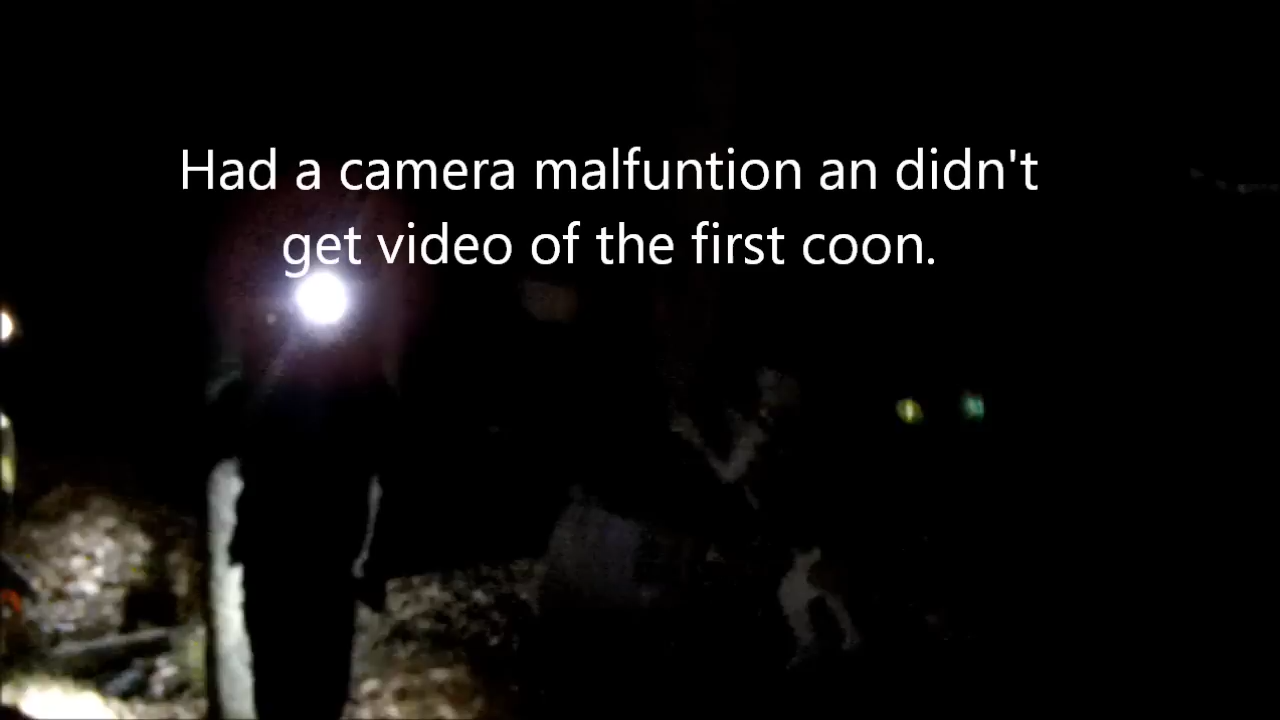 Had a camera malfuntion an didn't
get video of the first coon.